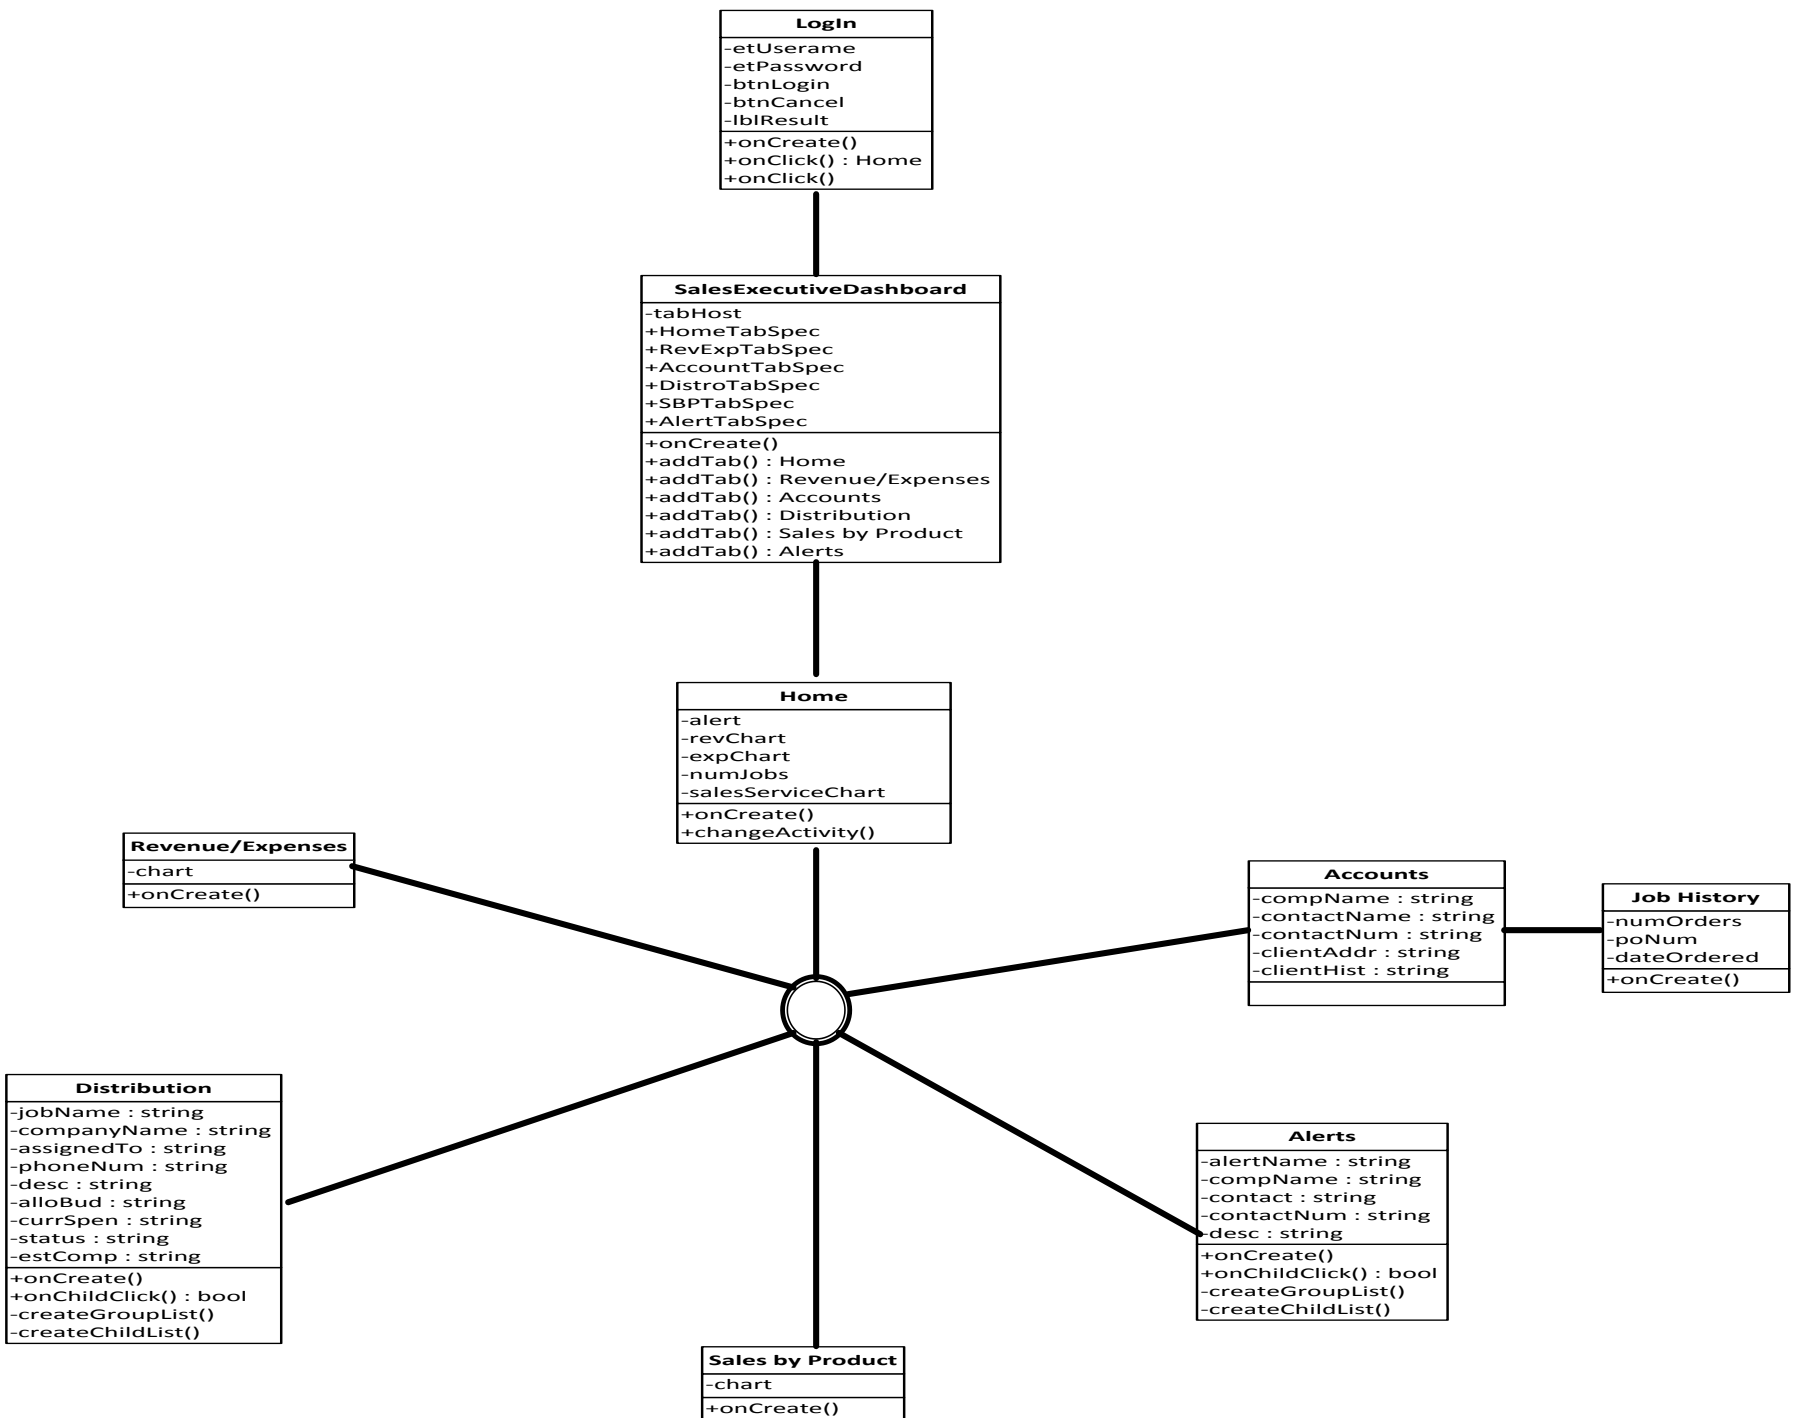 LogIn
-etUserame
-etPassword
-btnLogin
-btnCancel
-lblResult
+onCreate()
+onClick() : Home
+onClick()
SalesExecutiveDashboard
-tabHost
+HomeTabSpec
+RevExpTabSpec
+AccountTabSpec
+DistroTabSpec
+SBPTabSpec
+AlertTabSpec
+onCreate()
+addTab() : Home
+addTab() : Revenue/Expenses
+addTab() : Accounts
+addTab() : Distribution
+addTab() : Sales by Product
+addTab() : Alerts
Home
-alert
-revChart
-expChart
-numJobs
-salesServiceChart
+onCreate()
+changeActivity()
Revenue/Expenses
-chart
+onCreate()
Accounts
-compName : string
-contactName : string
-contactNum : string
-clientAddr : string
-clientHist : string
Job History
-numOrders
-poNum
-dateOrdered
+onCreate()
Distribution
-jobName : string
-companyName : string
-assignedTo : string
-phoneNum : string
-desc : string
-alloBud : string
-currSpen : string
-status : string
-estComp : string
+onCreate()
+onChildClick() : bool
-createGroupList()
-createChildList()
Alerts
-alertName : string
-compName : string
-contact : string
-contactNum : string
-desc : string
+onCreate()
+onChildClick() : bool
-createGroupList()
-createChildList()
Sales by Product
-chart
+onCreate()